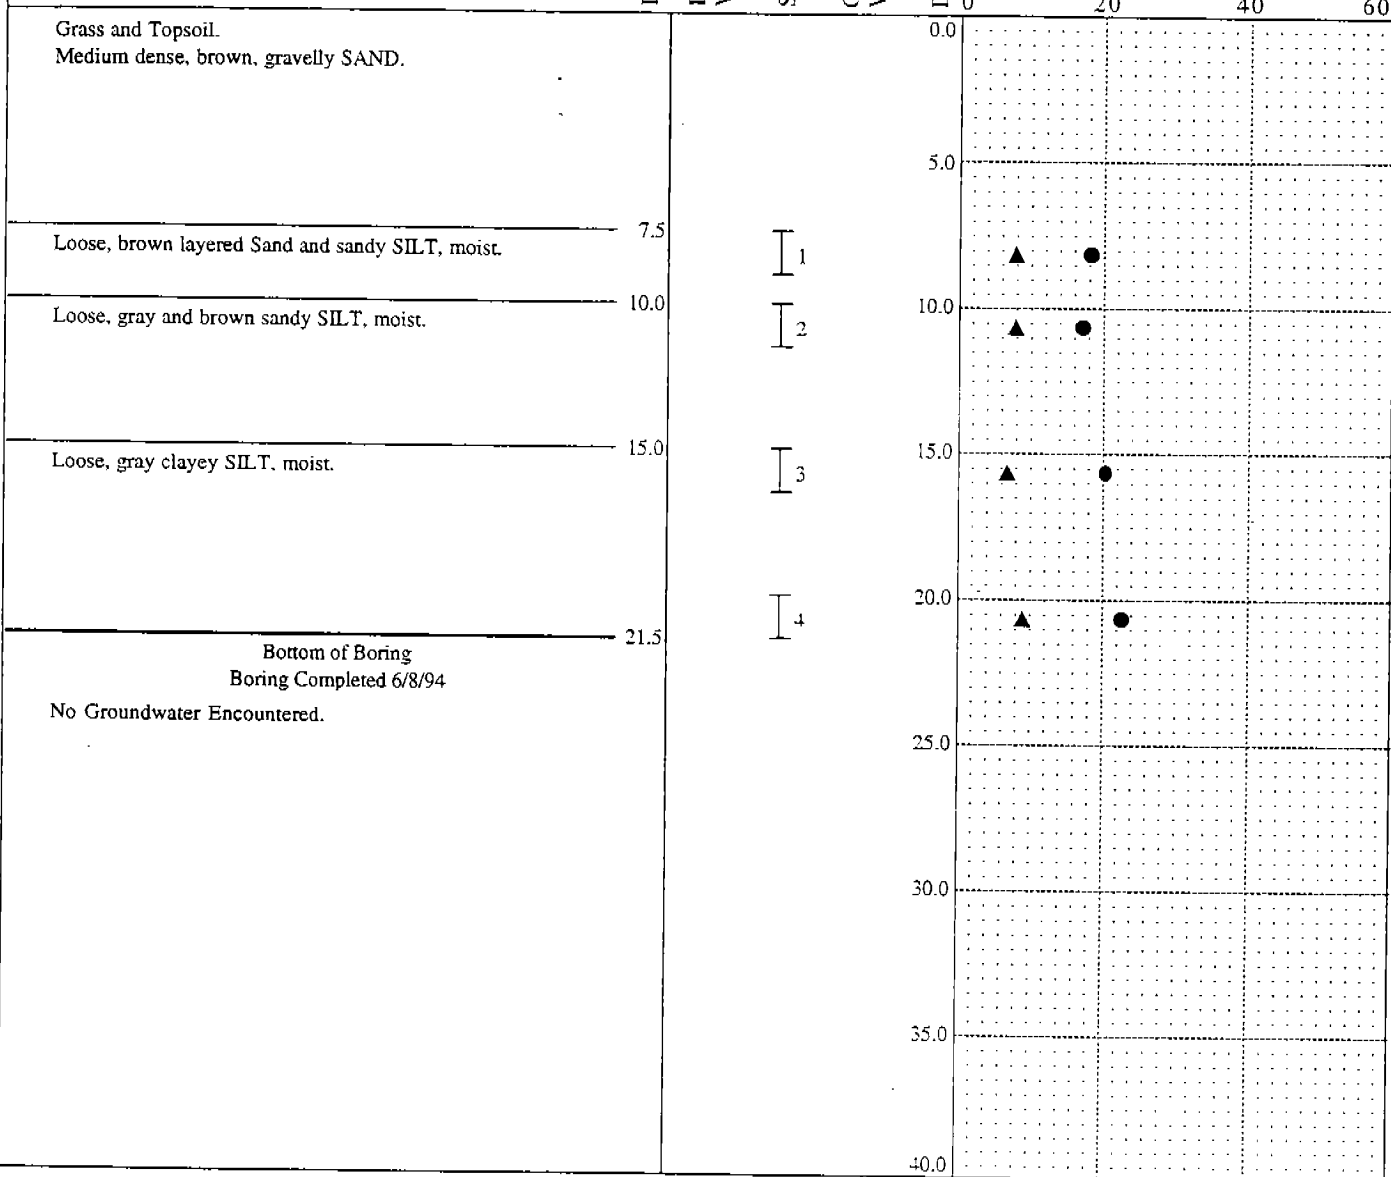 0 20 40 60
Grass and Topsoil.
Medium dense, brown, gravelly SAND.
0.0
5.0
7.5
Loose, brown layered Sand and sandy SILT, moist.
1
10.0
10.0
Loose, gray and brown sandy SILT, moist.
2
15.0
15.0
Loose, gray clayey SILT, moist.
3
20.0
4
21.5
Bottom of Boring
Boring Completed 6/8/94
No Groundwater Encountered.
25.0
30.0
35.0
40.0